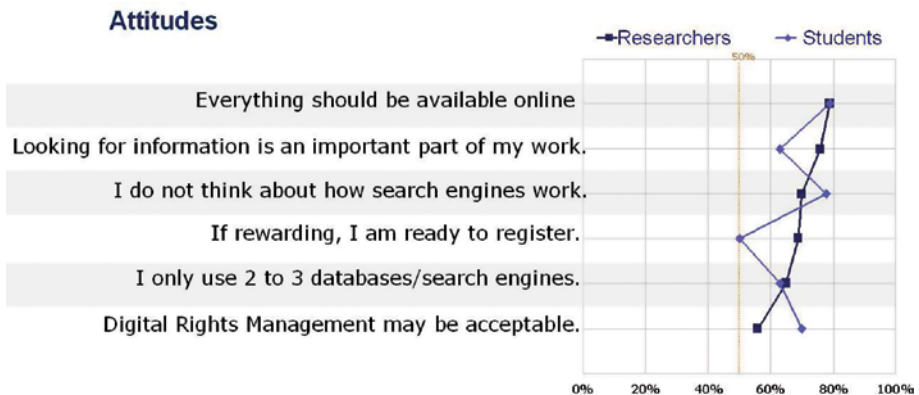 Attitudes
Researchers Students
50%
Everything should be available online
Looking for information is an important part of my work.
I do not think about how search engines work.
If rewarding, I am ready to register.
I only use 2 to 3 databases/search engines.
Digital Rights Management may be acceptable.
0% 20% 40% 60% 80% 100%